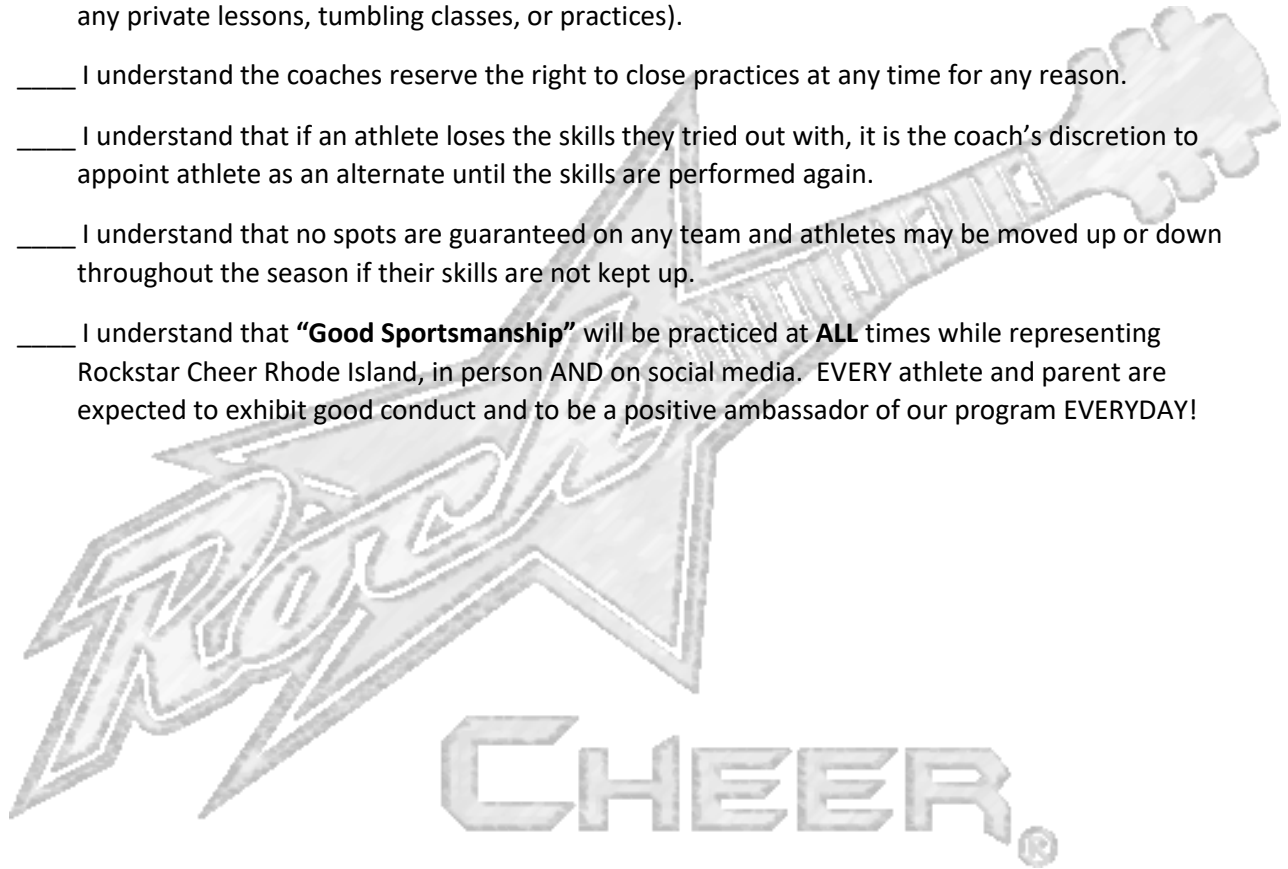 any private lessons, tumbling classes, or practices).
____ I understand the coaches reserve the right to close practices at any time for any reason.
____ I understand that if an athlete loses the skills they tried out with, it is the coach’s discretion to
appoint athlete as an alternate until the skills are performed again.
____ I understand that no spots are guaranteed on any team and athletes may be moved up or down
throughout the season if their skills are not kept up.
____ I understand that “Good Sportsmanship” will be practiced at ALL times while representing
Rockstar Cheer Rhode Island, in person AND on social media.  EVERY athlete and parent are
expected to exhibit good conduct and to be a positive ambassador of our program EVERYDAY!
Rock
CHEER®